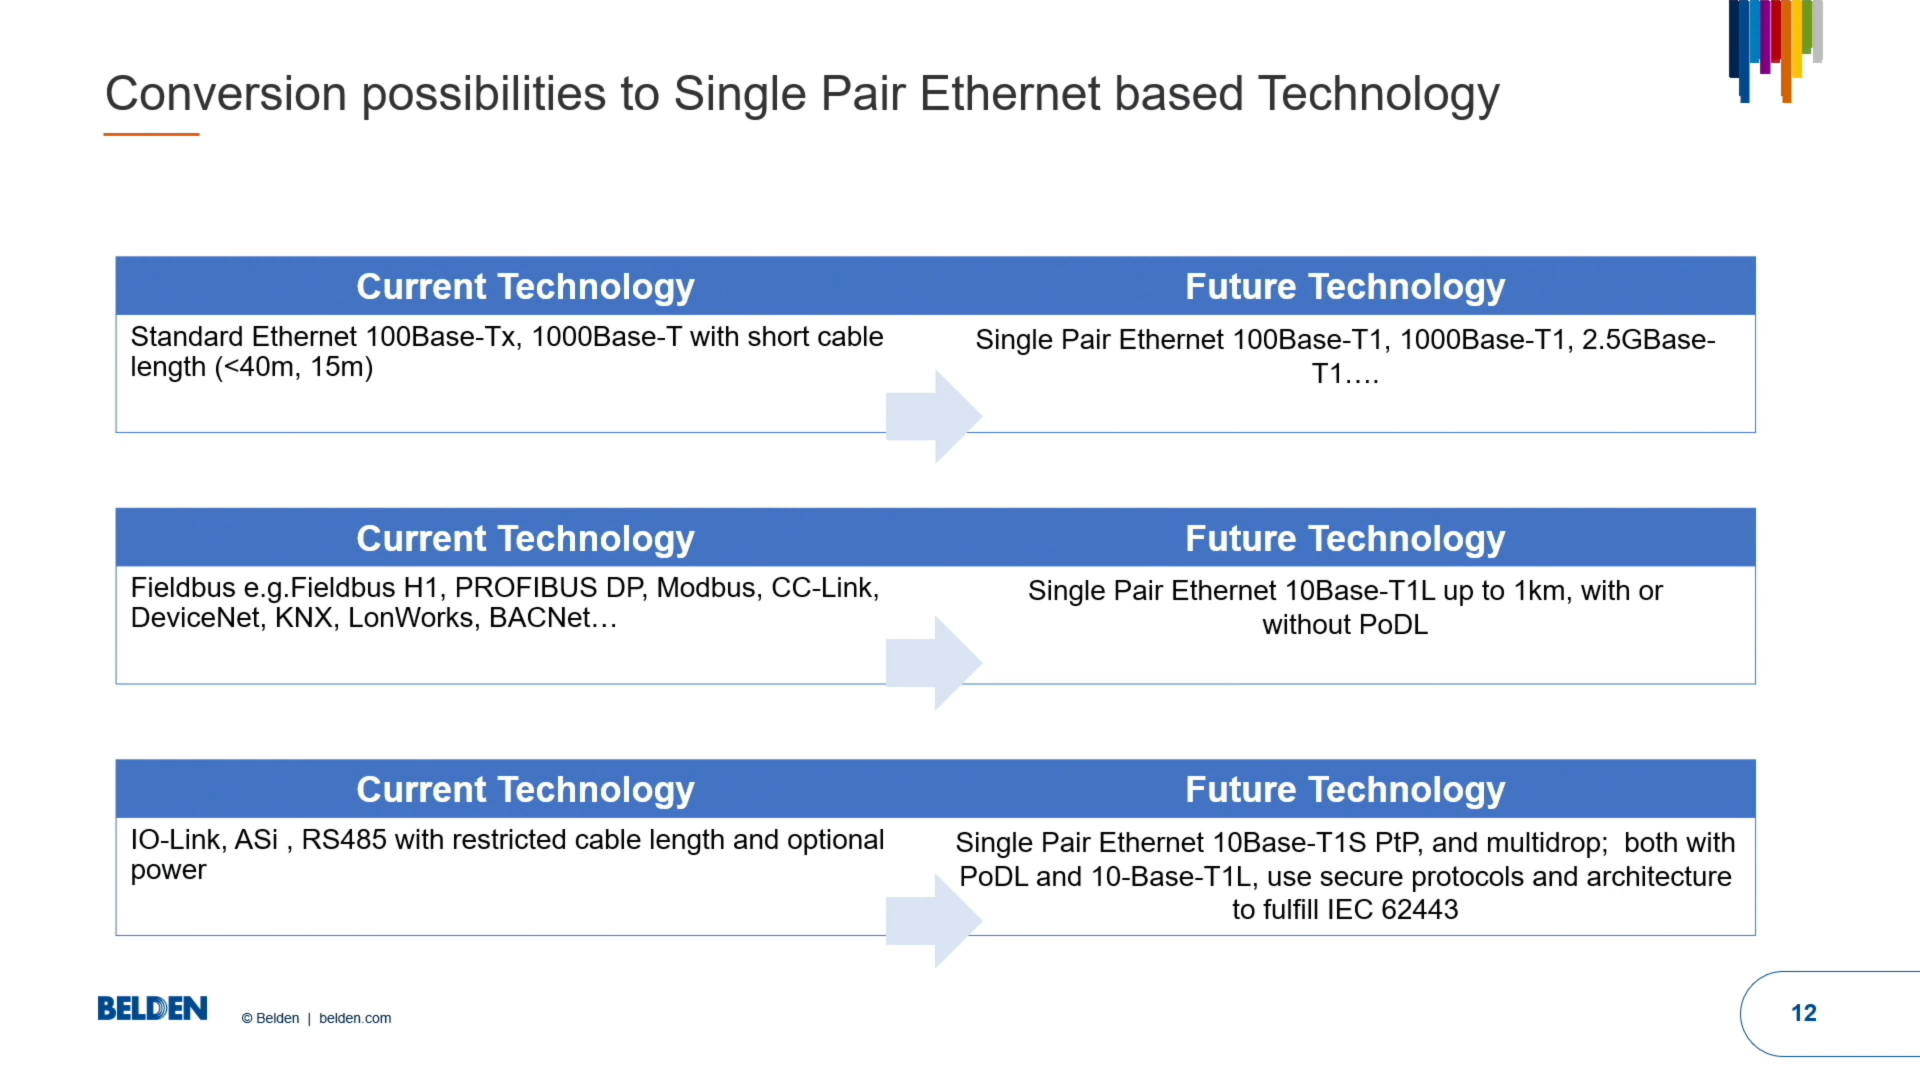 Conversion possibilities to Single Pair Ethernet based Technology
Current Technology
Future Technology
Standard Ethernet 100Base-Tx, 1000Base-T with short cable
length (<40m, 15m)
Single Pair Ethernet 100Base-T1, 1000Base-T1, 2.5GBase-
T1….
Current Technology
Future Technology
Fieldbus e.g.Fieldbus H1, PROFIBUS DP, Modbus, CC-Link,
DeviceNet, KNX, LonWorks, BACNet…
Single Pair Ethernet 10Base-T1L up to 1km, with or
without PoDL
Current Technology
Future Technology
IO-Link, ASi , RS485 with restricted cable length and optional
power
Single Pair Ethernet 10Base-T1S PtP, and multidrop;  both with
PoDL and 10-Base-T1L, use secure protocols and architecture
to fulfill IEC 62443
BELDEN
© Belden | belden.com
12